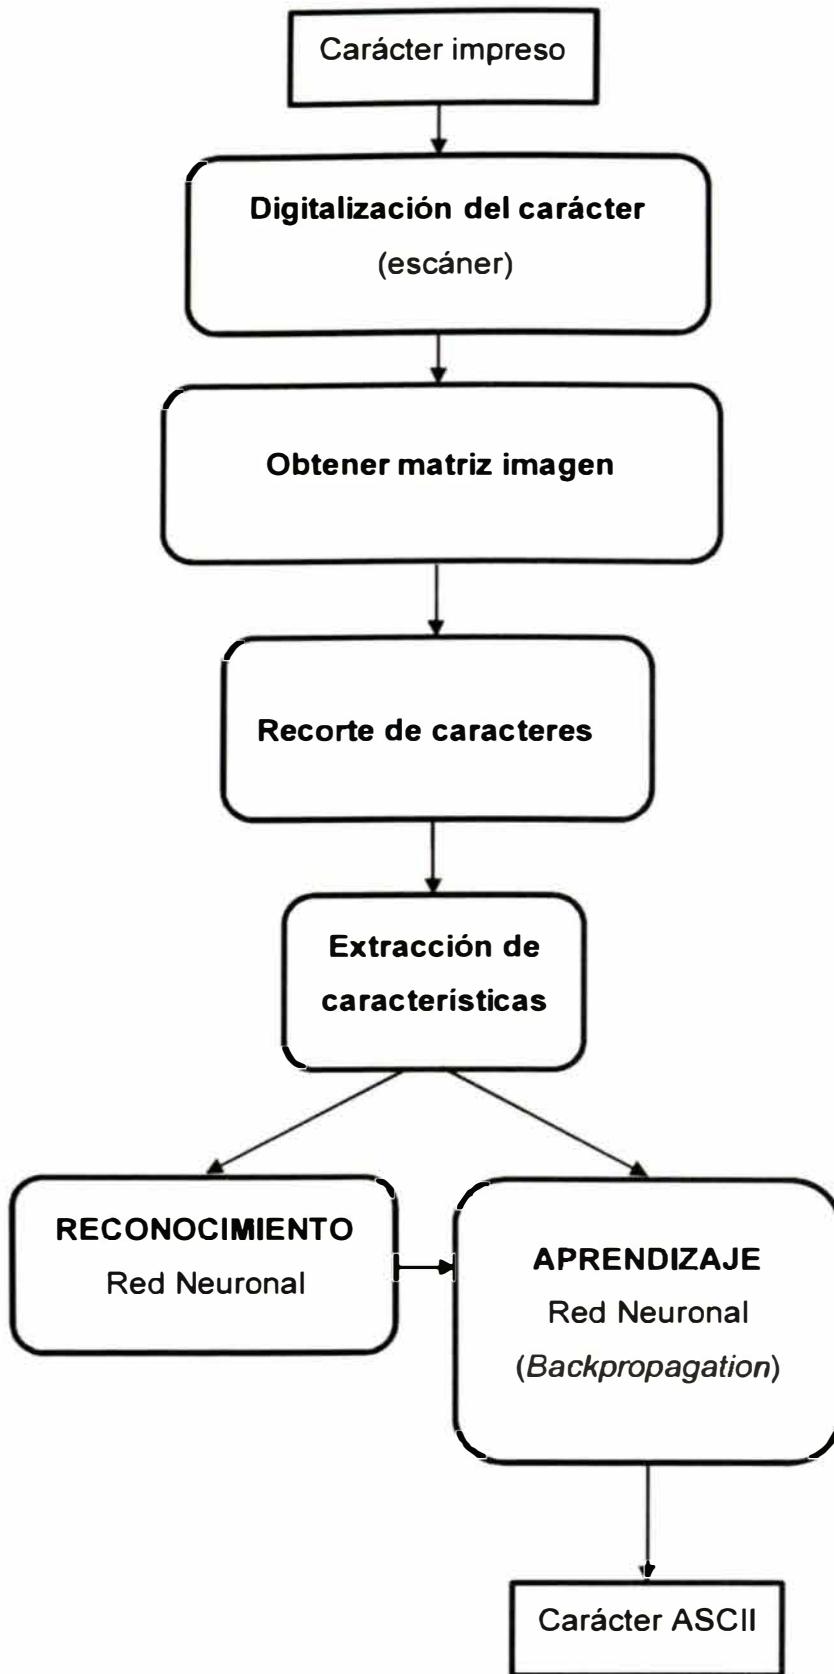 Carácter impreso
Digitalización del carácter
(escáner)
Obtener matriz imagen
Recorte de caracteres
Extracción de
características
RECONOCIMIENTO
Red Neuronal
APRENDIZAJE
Red Neuronal
(Backpropagation)
Carácter ASCII